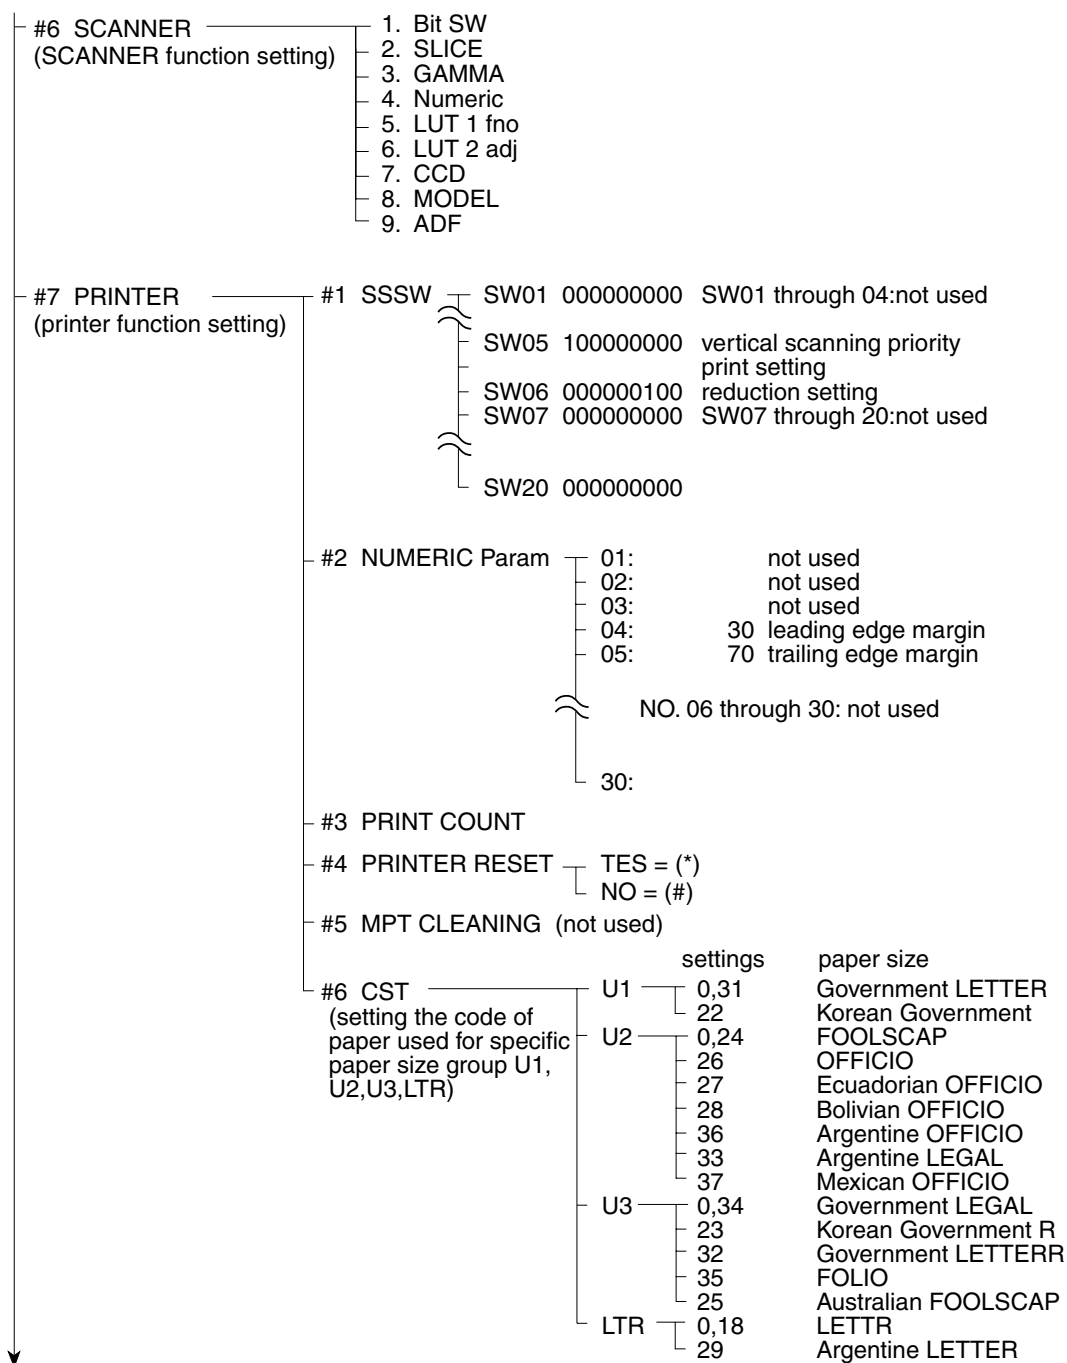 #6 SCANNER
(SCANNER function setting)
1. Bit SW
2. SLICE
3. GAMMA
4. Numeric
5. LUT 1 fno
6. LUT 2 adj
7. CCD
8. MODEL
9. ADF
#7 PRINTER
(printer function setting)
#1 SSSW
SW01 000000000 SW01 through 04:not used
SW05 100000000 vertical scanning priority
print setting
SW06 000000100 reduction setting
SW07 000000000 SW07 through 20:not used
SW20 000000000
#2 NUMERIC Param
01: not used
02: not used
03: not used
04: 30 leading edge margin
05: 70 trailing edge margin
NO. 06 through 30: not used
30:
#3 PRINT COUNT
#4 PRINTER RESET
TES = (*)
NO = (#)
#5 MPT CLEANING (not used)
#6 CST
(setting the code of
paper used for specific
paper size group U1,
U2,U3,LTR)
settings paper size
U1 0,31 Government LETTER
22 Korean Government
U2 0,24 FOOLSCAP
26 OFFICIO
27 Ecuadorian OFFICIO
28 Bolivian OFFICIO
36 Argentine OFFICIO
33 Argentine LEGAL
37 Mexican OFFICIO
U3 0,34 Government LEGAL
23 Korean Government R
32 Government LETTERR
35 FOLIO
25 Australian FOOLSCAP
LTR 0,18 LETTR
29 Argentine LETTER